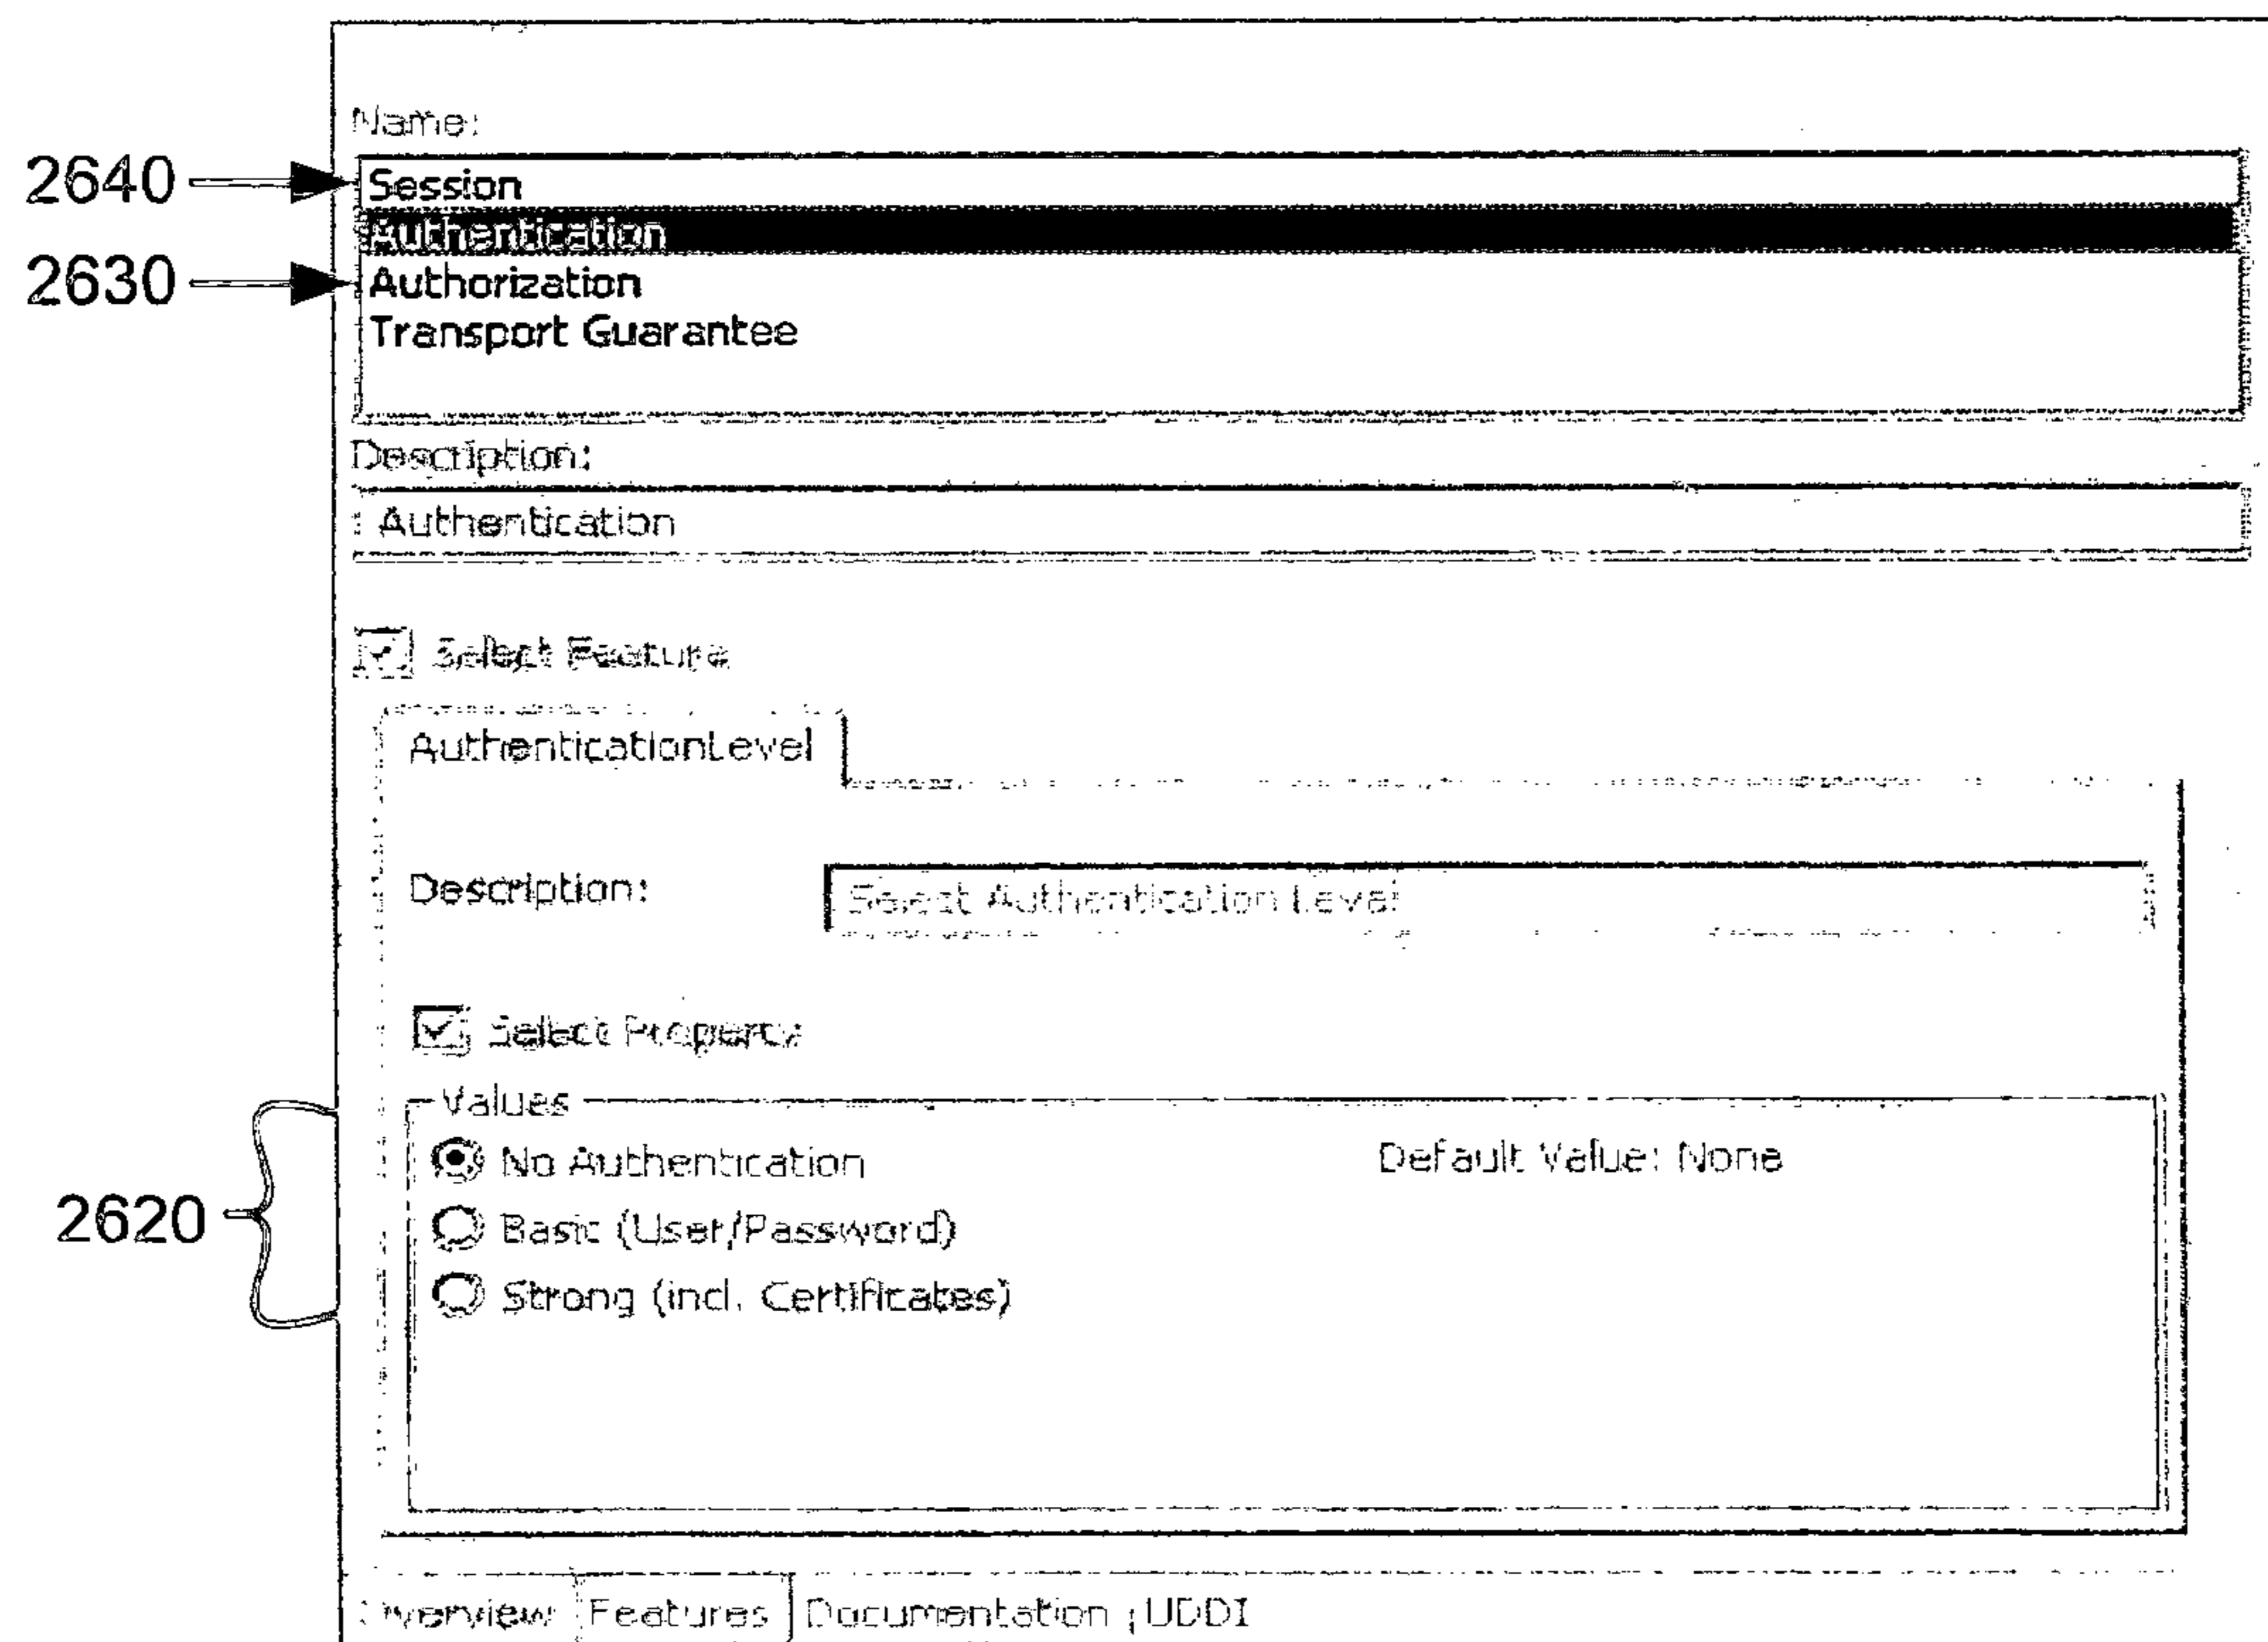 Name:
2640
Session
Authentication
2630
Authorization
Transport Guarantee
Description:
Authentication
Select Feature
AuthenticationLevel
Description:
Select Authentication Level
Select Property
Values
No Authentication
Default Value: None
2620
Basic (User/Password)
Strong (incl. Certificates)
Overview Features Documentation UDDI